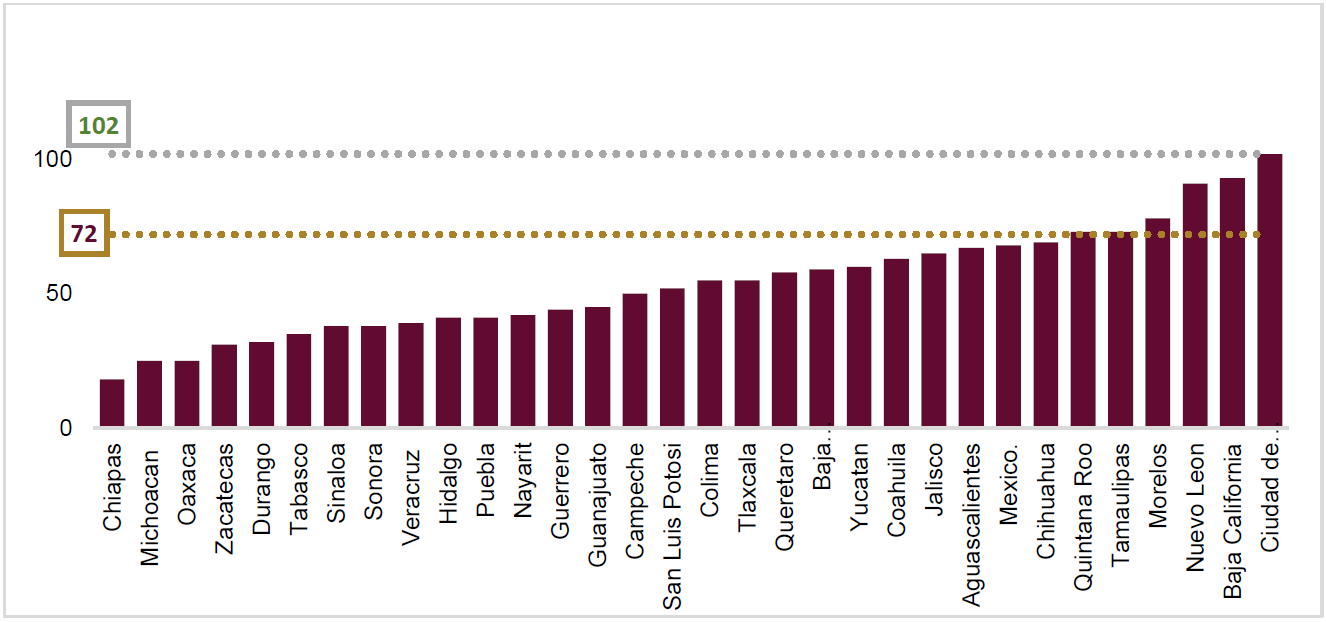 102
100
72
50
0
Chiapas
Michoacan
Oaxaca
Zacatecas
Durango
Tabasco
Sinaloa
Sonora
Veracruz
Hidalgo
Puebla
Nayarit
Guerrero
Guanajuato
Campeche
San Luis Potosi
Colima
Tlaxcala
Queretaro
Baja…
Yucatan
Coahuila
Jalisco
Aguascalientes
Mexico.
Chihuahua
Quintana Roo
Tamaulipas
Morelos
Nuevo Leon
Baja California
Ciudad de…